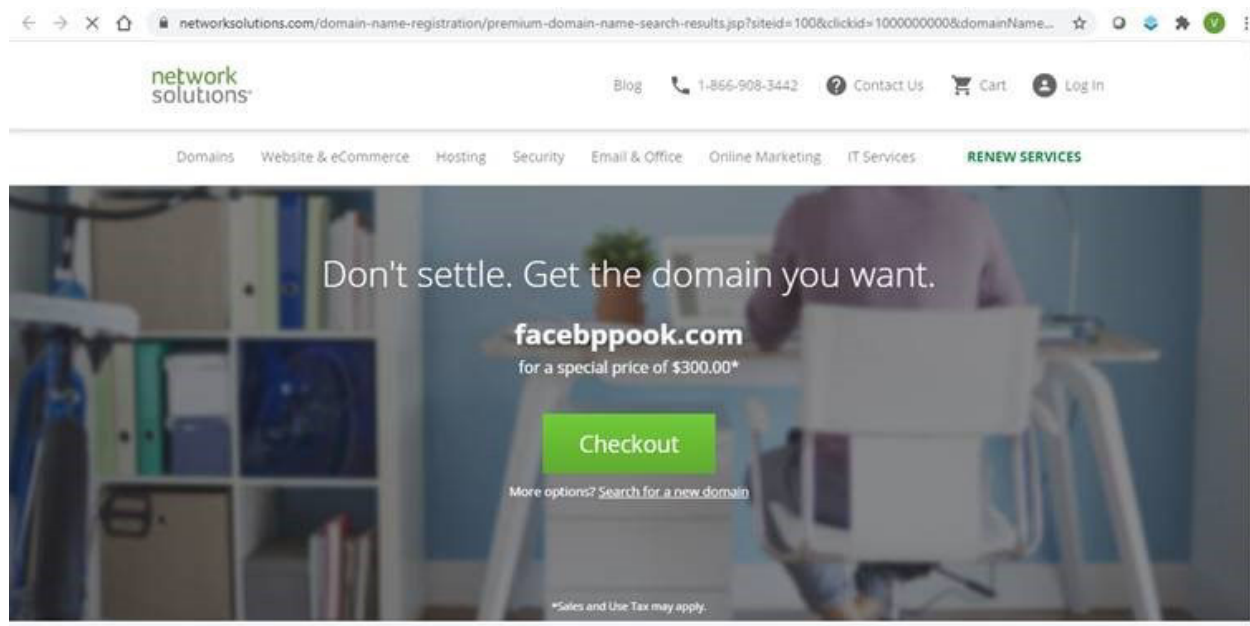 networksolutions.com/domain-name-registration/premium-domain-name-search-results.jsp?siteid=100&clickid=1000000000&domainName...
V
network
solutions
Blog 1-866-908-3442 Contact Us Cart Log In
Domains Website & eCommerce Hosting Security Email & Office Online Marketing IT Services RENEW SERVICES
Don't settle. Get the domain you want.
facebppook.com
for a special price of $300.00*
Checkout
More options? Search for a new domain
*Sales and Use Tax may apply.